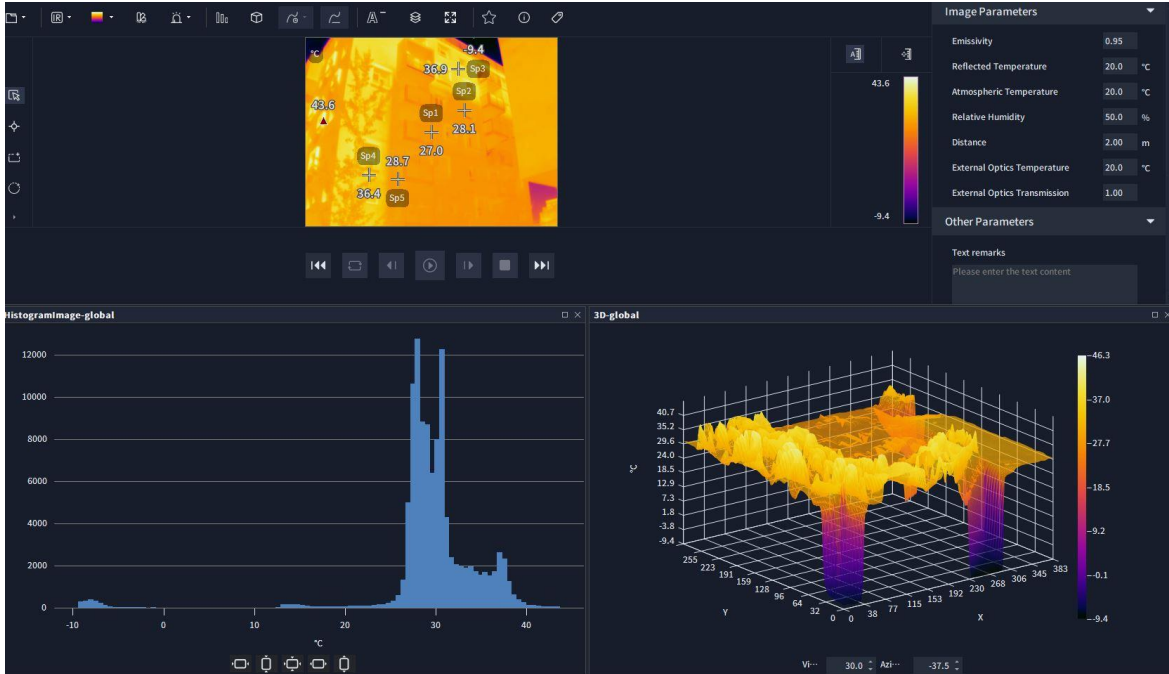 IR
A
Image Parameters
Emissivity 0.95
Reflected Temperature 20.0 °C
Atmospheric Temperature 20.0 °C
Relative Humidity 50.0 %
Distance 2.00 m
External Optics Temperature 20.0 °C
External Optics Transmission 1.00
Other Parameters
Text remarks
Please enter the text content
°C
-9.4
36.9 Sp3
Sp2
43.6
Sp1
28.1
27.0
Sp4 28.7
36.4 Sp5
A
43.6
-9.4
HistogramImage-global
12000
10000
8000
6000
4000
2000
0
-10 0 10 20 30 40
°C
3D-global
40.7
35.2
29.6
24.0
18.5
12.9
7.3
1.8
-3.8
-9.4
°C
255 223 191 159 128 96 64 32 0
Y
0 38 77 115 153 192 230 268 306 345 383
X
46.3
37.0
27.7
18.5
9.2
-0.1
-9.4
Vi··· 30.0 Azi··· -37.5